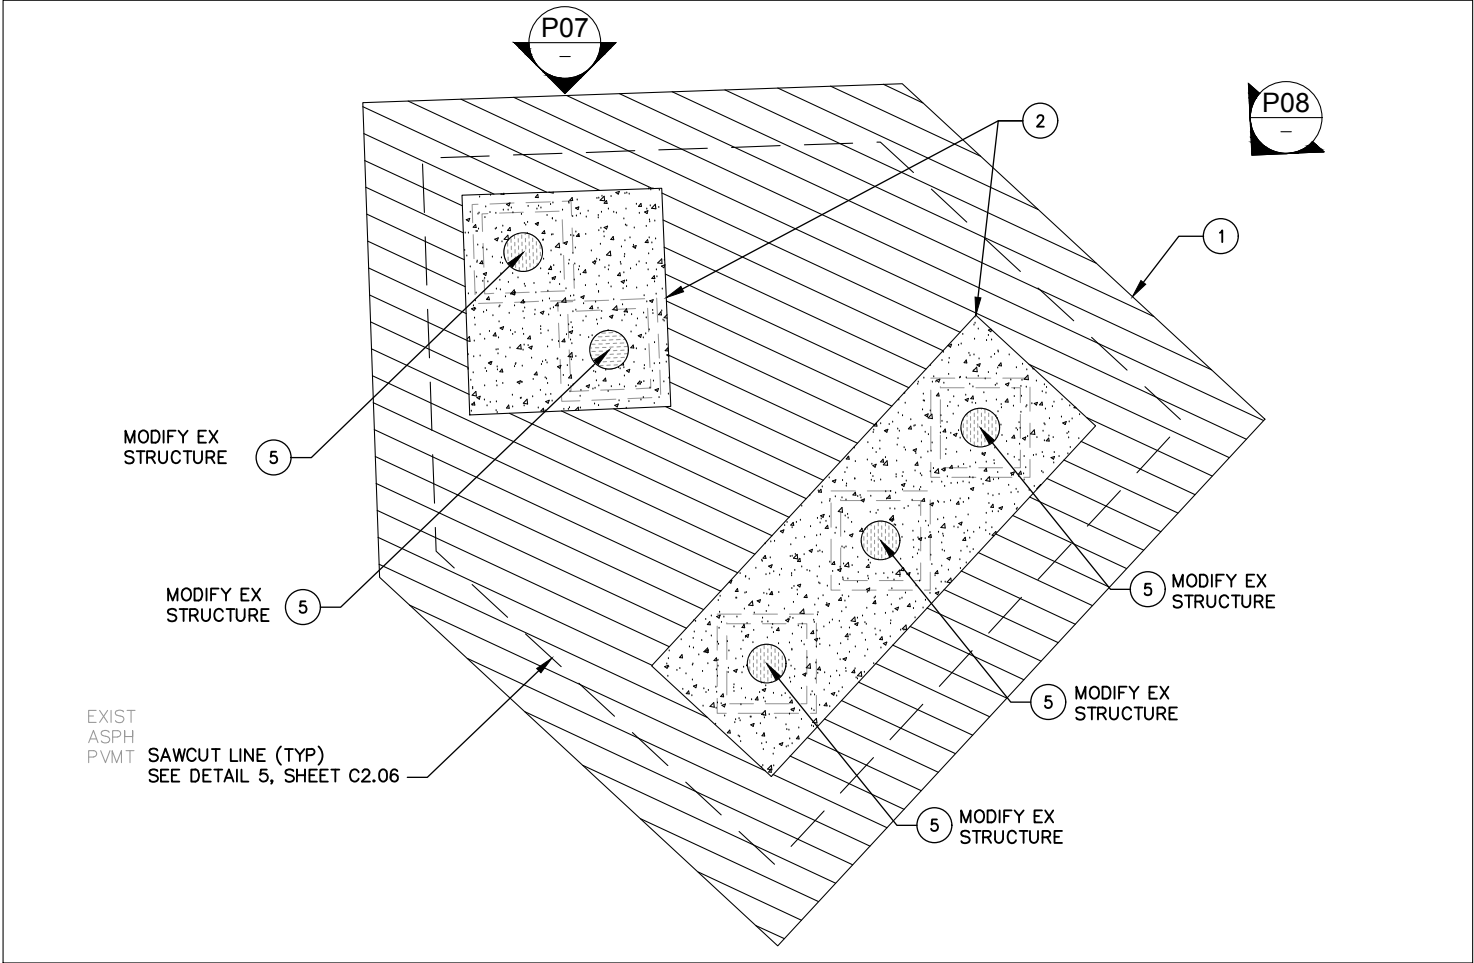 P07
–
P08
–
2
1
MODIFY EX
STRUCTURE
5
MODIFY EX
STRUCTURE
5
5
MODIFY EX
STRUCTURE
5
MODIFY EX
STRUCTURE
5
MODIFY EX
STRUCTURE
EXIST
ASPH
PVMT
SAWCUT LINE (TYP)
SEE DETAIL 5, SHEET C2.06